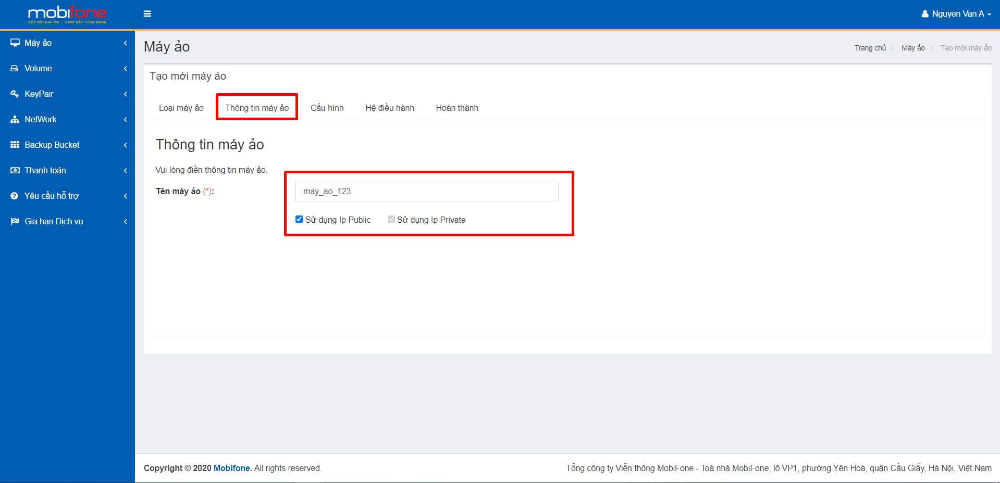 mobifone
KẾT NỐI GIÁ TRỊ - KHƠI DẬY TIỀM NĂNG
Nguyen Van A
Máy ảo
Volume
KeyPair
NetWork
Backup Bucket
Thanh toán
Yêu cầu hỗ trợ
Gia hạn Dịch vụ
Máy ảo
Trang chủ > Máy ảo > Tạo mới máy ảo
Tạo mới máy ảo
Loại máy ảo Thông tin máy ảo Cấu hình Hệ điều hành Hoàn thành
Thông tin máy ảo
Vui lòng điền thông tin máy ảo.
Tên máy ảo (*): may_ao_123
Sử dụng Ip Public Sử dụng Ip Private
Copyright © 2020 Mobifone. All rights reserved.
Tổng công ty Viễn thông MobiFone - Toà nhà MobiFone, lô VP1, phường Yên Hoà, quận Cầu Giấy, Hà Nội, Việt Nam